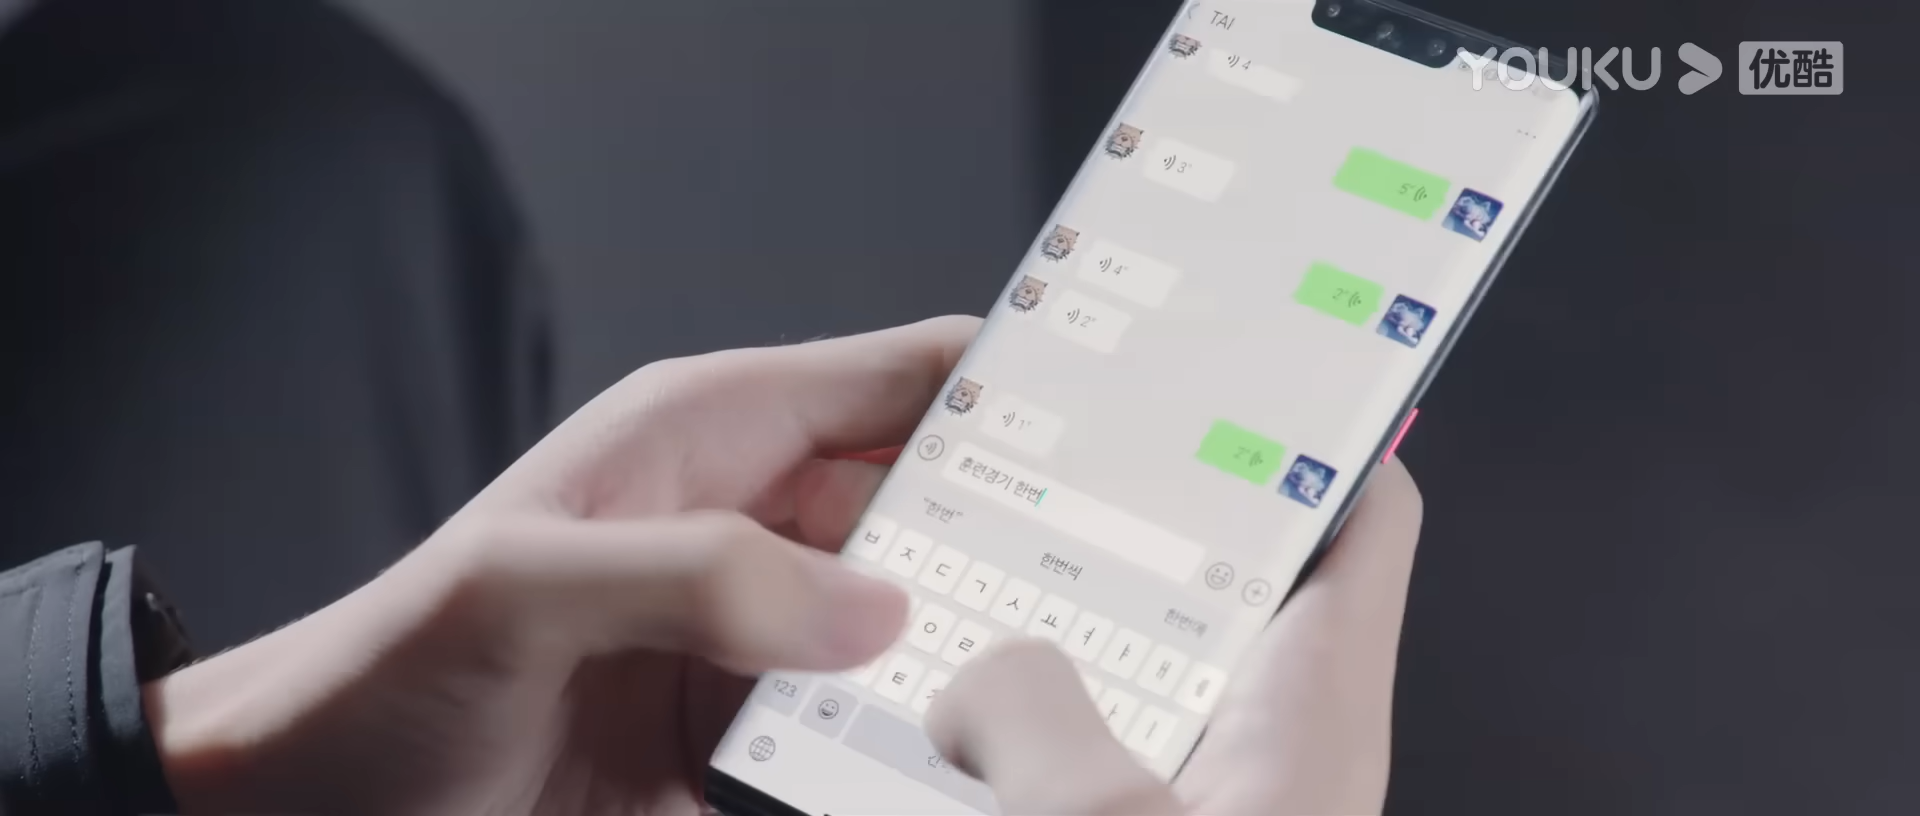 TAI
YOUKU 优酷
4
3"
5"
4"
2"
2"
1"
2"
훈련경기 한번
"한번"
한번씩
한번에
ㅂ ㅈ ㄷ ㄱ ㅅ ㅛ ㅕ ㅑ ㅐ ㅔ
ㅇ ㄹ
ㅌ ㅏ ㅣ
123